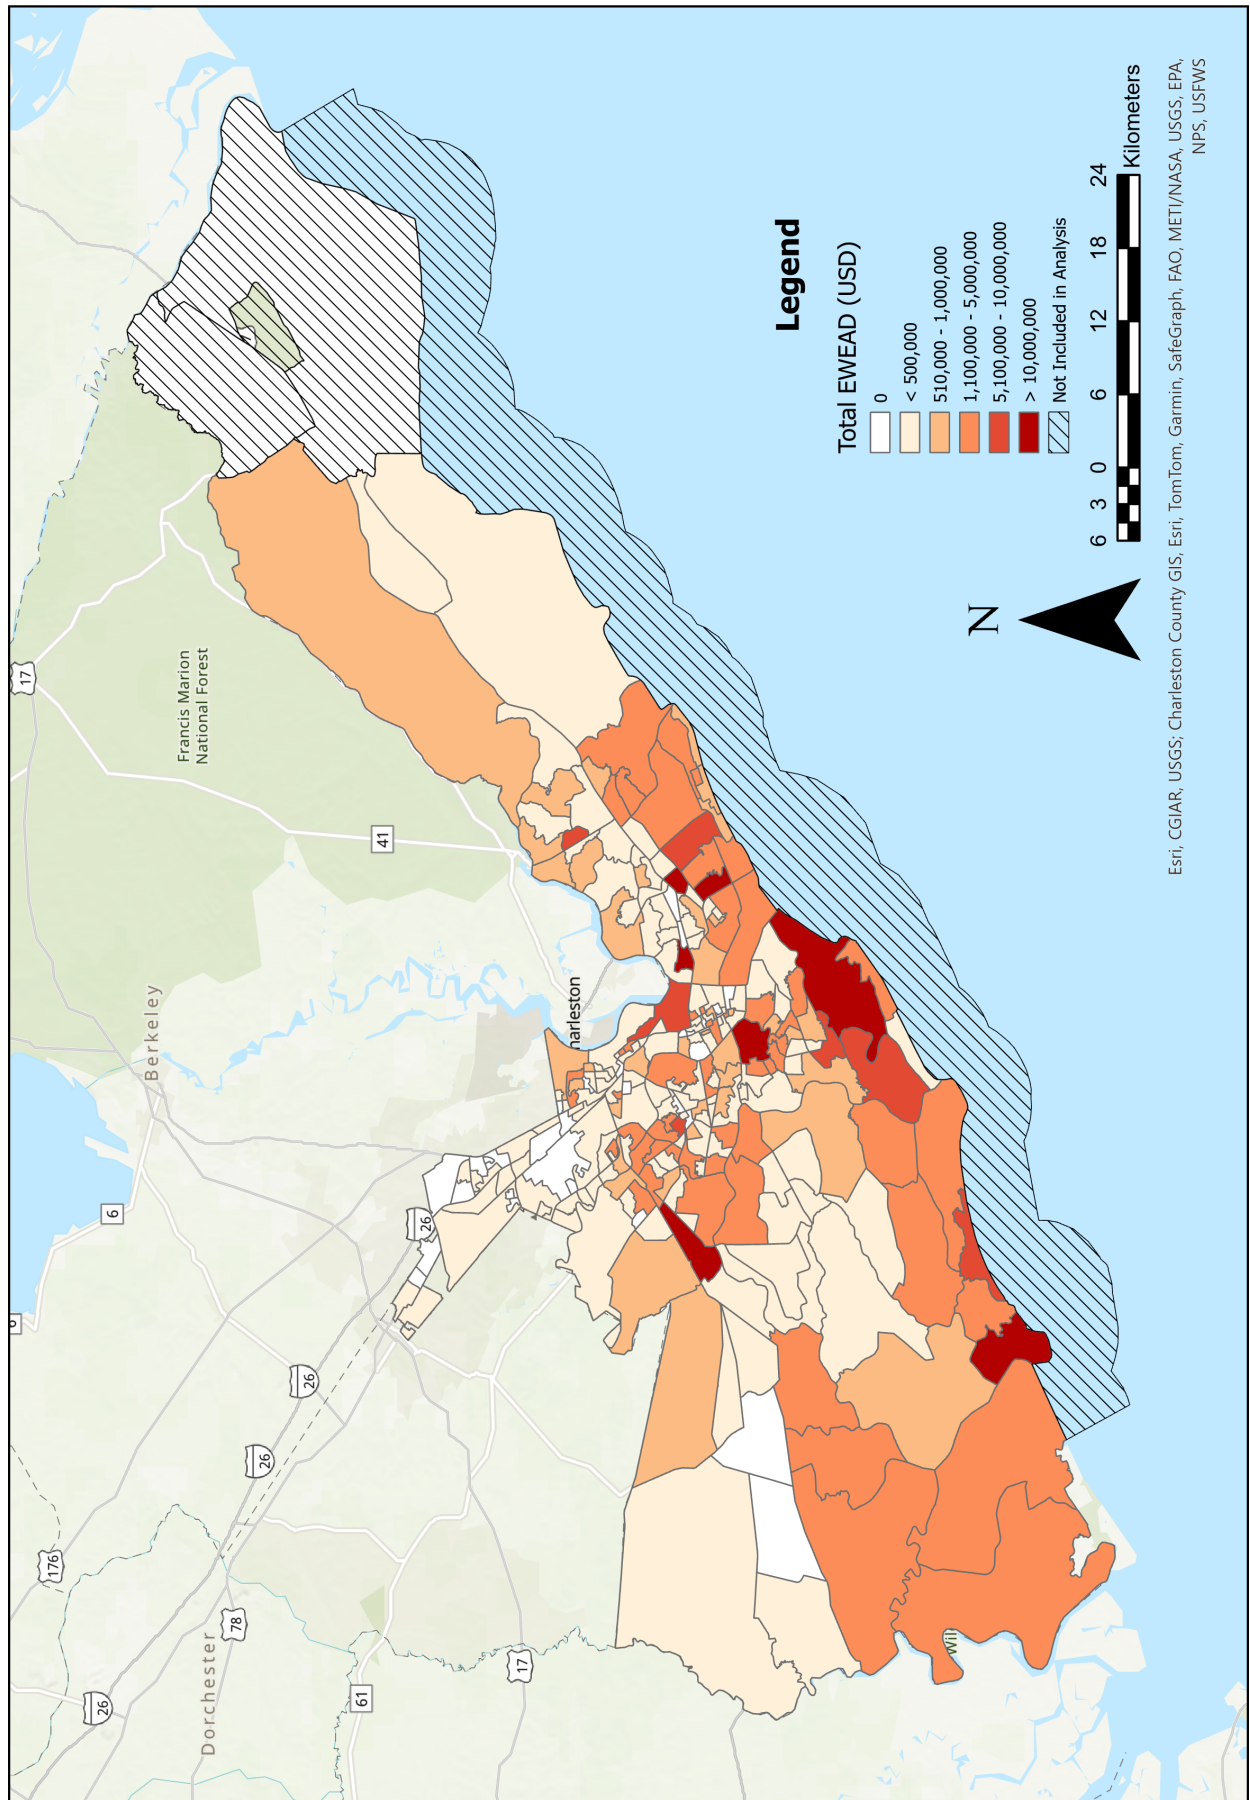 17
Francis Marion
National Forest
41
Berkeley
harleston
6
6
26
26
26
26
176
78
Dorchester
61
17
Wil
Legend
Total EWEAD (USD)
0
< 500,000
510,000 - 1,000,000
1,100,000 - 5,000,000
5,100,000 - 10,000,000
> 10,000,000
Not Included in Analysis
N
6 3 0 6 12 18 24
Kilometers
Esri, CGIAR, USGS; Charleston County GIS, Esri, TomTom, Garmin, SafeGraph, FAO, METI/NASA, USGS, EPA,
NPS, USFWS